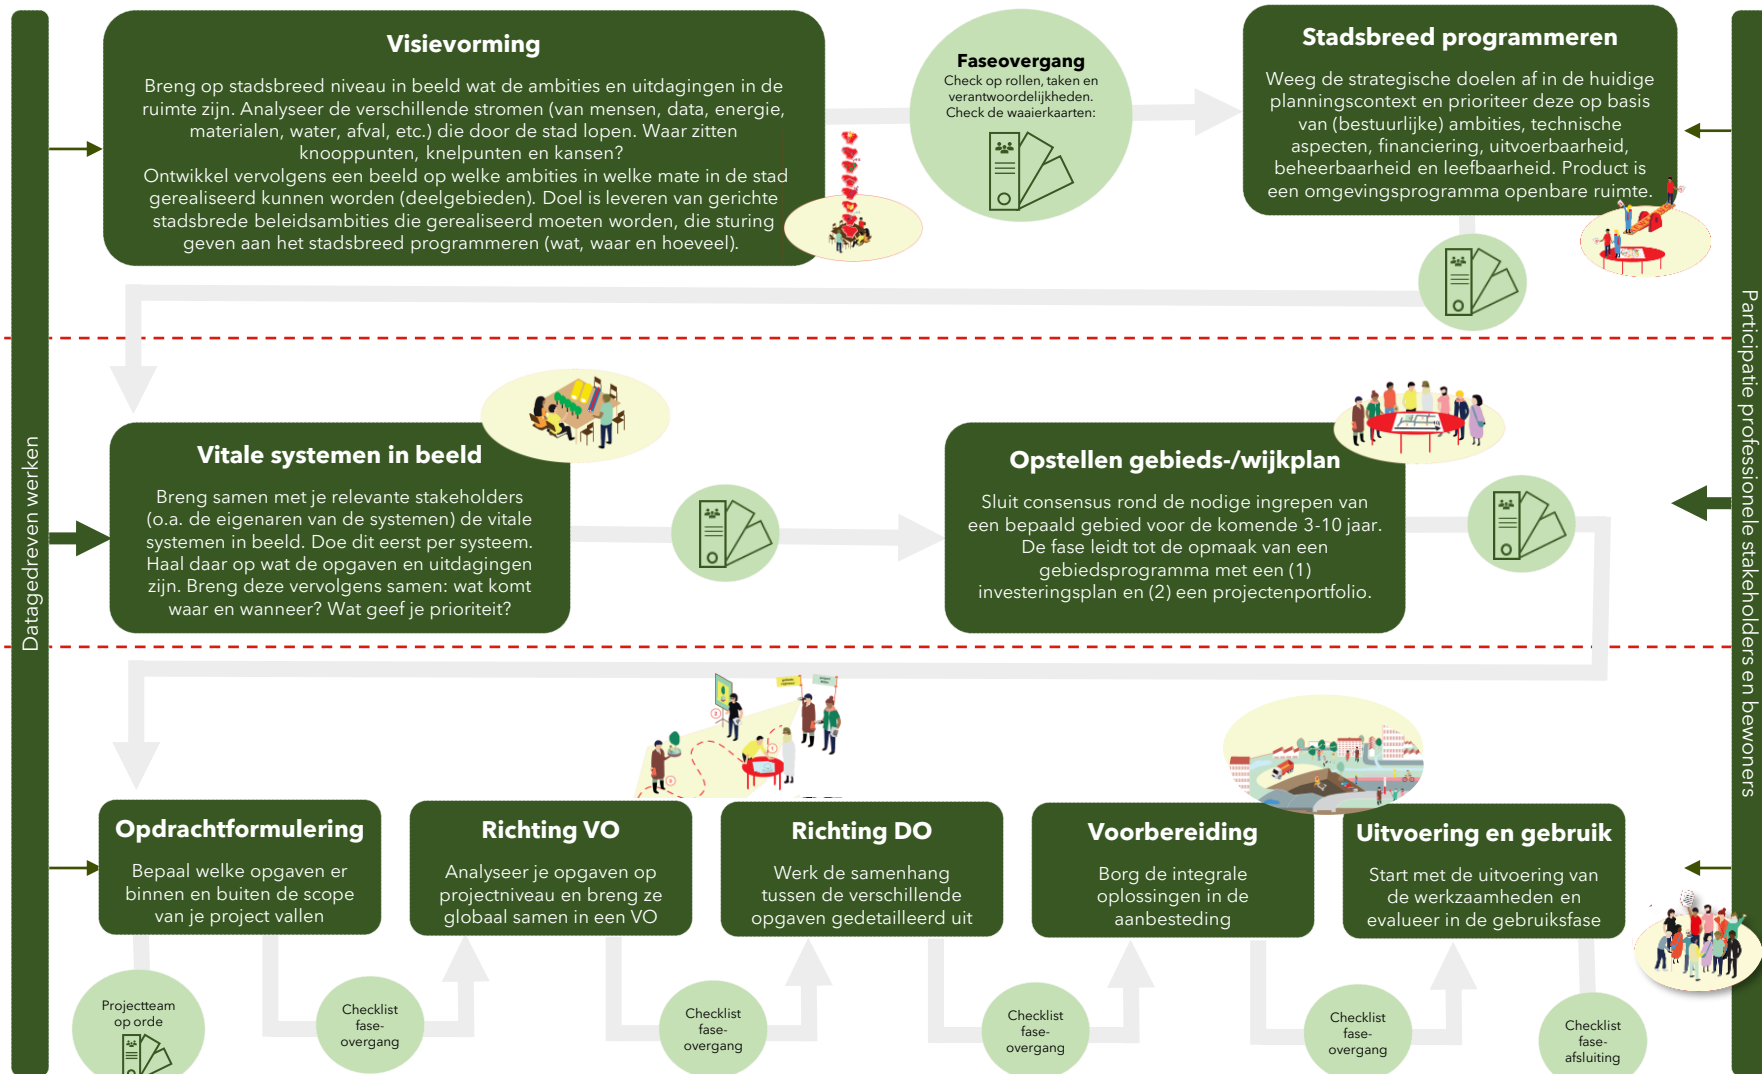 Visievorming
Breng op stadsbreed niveau in beeld wat de ambities en uitdagingen in de
ruimte zijn. Analyseer de verschillende stromen (van mensen, data, energie,
materialen, water, afval, etc.) die door de stad lopen. Waar zitten
knooppunten, knelpunten en kansen?
Ontwikkel vervolgens een beeld op welke ambities in welke mate in de stad
gerealiseerd kunnen worden (deelgebieden). Doel is leveren van gerichte
stadsbrede beleidsambities die gerealiseerd moeten worden, die sturing
geven aan het stadsbreed programmeren (wat, waar en hoeveel).
Faseovergang
Check op rollen, taken en
verantwoordelijkheden.
Check de waaierkaarten:
Stadsbreed programmeren
Weeg de strategische doelen af in de huidige
planningscontext en prioriteer deze op basis
van (bestuurlijke) ambities, technische
aspecten, financiering, uitvoerbaarheid,
beheerbaarheid en leefbaarheid. Product is
een omgevingsprogramma openbare ruimte.
Datagedreven werken
Participatie professionele stakeholders en bewoners
Vitale systemen in beeld
Breng samen met je relevante stakeholders
(o.a. de eigenaren van de systemen) de vitale
systemen in beeld. Doe dit eerst per systeem.
Haal daar op wat de opgaven en uitdagingen
zijn. Breng deze vervolgens samen: wat komt
waar en wanneer? Wat geef je prioriteit?
Opstellen gebieds-/wijkplan
Sluit consensus rond de nodige ingrepen van
een bepaald gebied voor de komende 3-10 jaar.
De fase leidt tot de opmaak van een
gebiedsprogramma met een (1)
investeringsplan en (2) een projectenportfolio.
Opdrachtformulering
Bepaal welke opgaven er
binnen en buiten de scope
van je project vallen
Richting VO
Analyseer je opgaven op
projectniveau en breng ze
globaal samen in een VO
Richting DO
Werk de samenhang
tussen de verschillende
opgaven gedetailleerd uit
Voorbereiding
Borg de integrale
oplossingen in de
aanbesteding
Uitvoering en gebruik
Start met de uitvoering van
de werkzaamheden en
evalueer in de gebruiksfase
Projectteam
op orde
Checklist
fase-
overgang
Checklist
fase-
overgang
Checklist
fase-
overgang
Checklist
fase-
overgang
Checklist
fase-
afsluiting